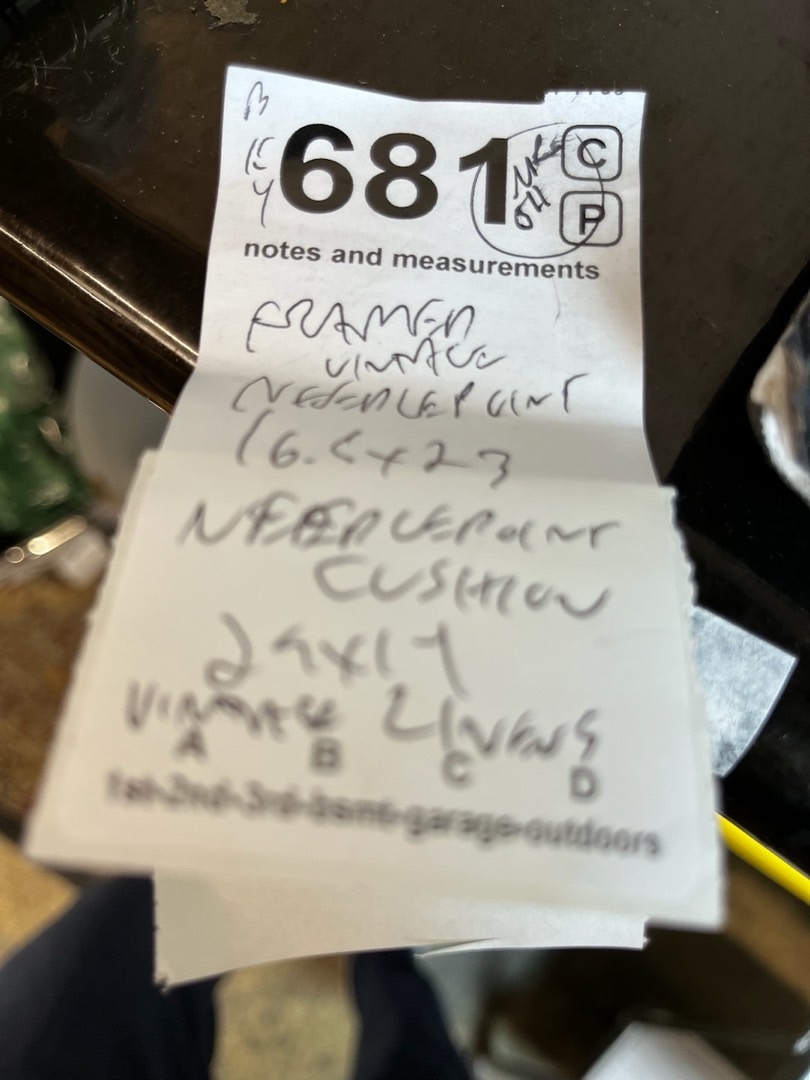 681
C
P
notes and measurements
FRAMED
VINTAGE
NEEDLEPOINT
16.5x23
NEEDLEPOINT
CUSHION
VINTAGE LINENS
A B C D
1st-2nd-3rd-bsmt-garage-outdoors